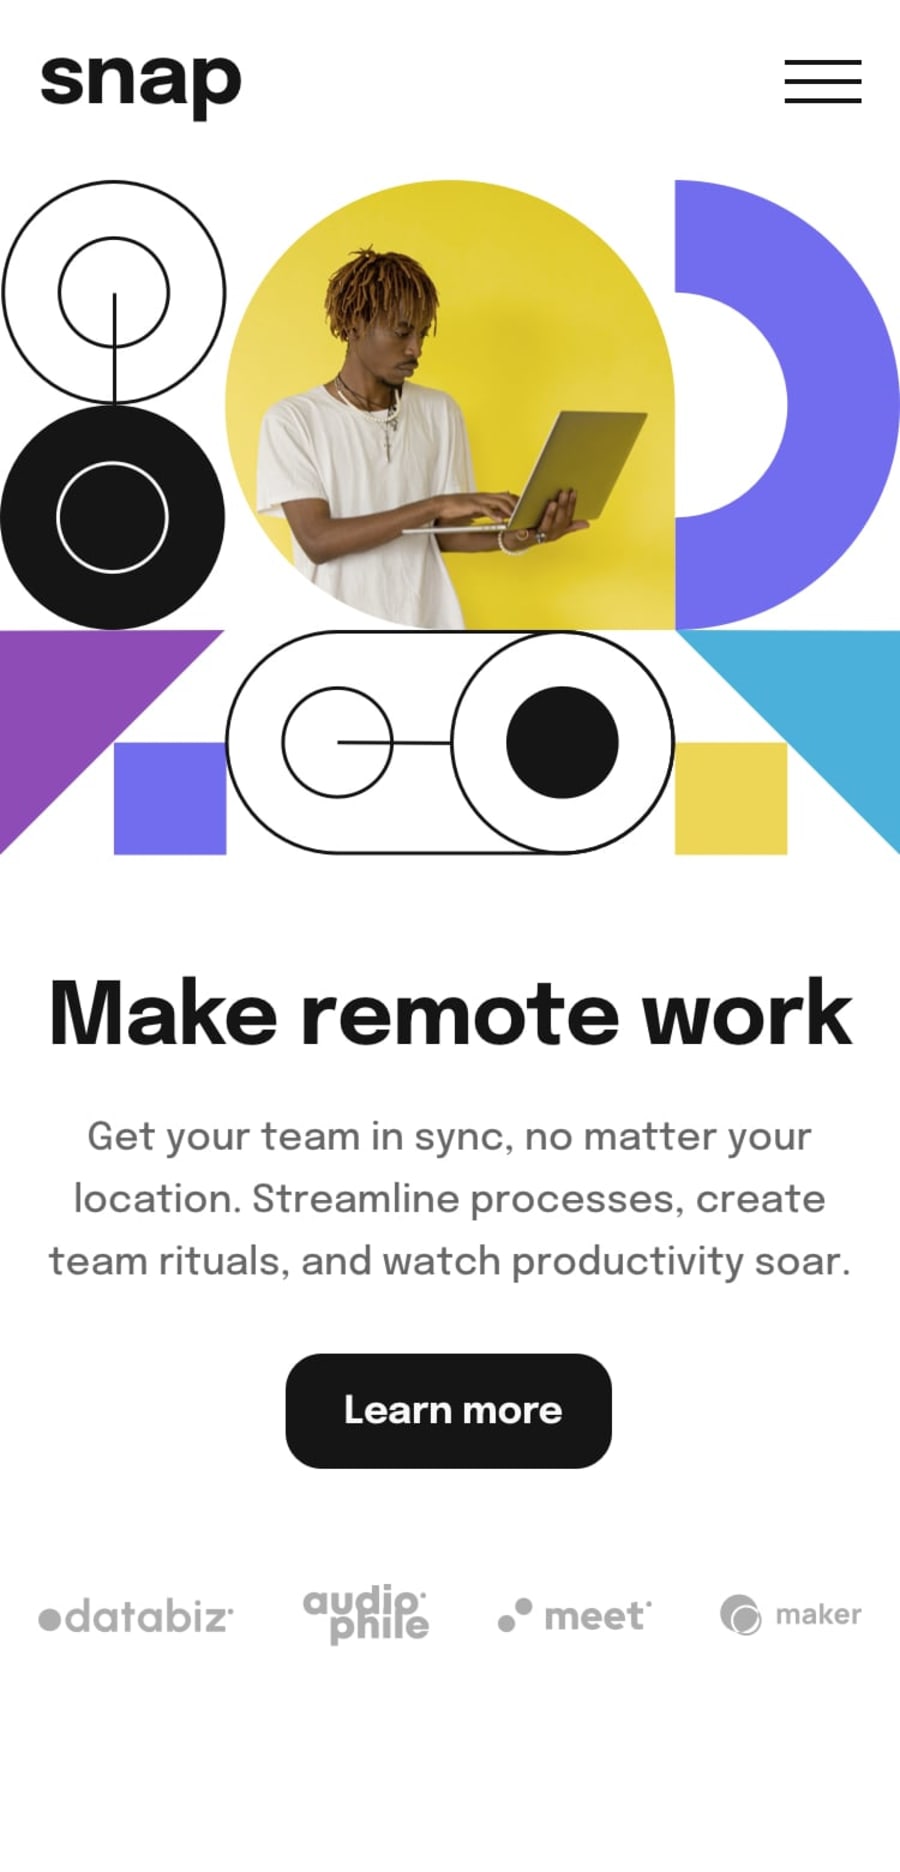 snap
Make remote work
Get your team in sync, no matter your
location. Streamline processes, create
team rituals, and watch productivity soar.
Learn more
databiz
audio
phile
meet
maker